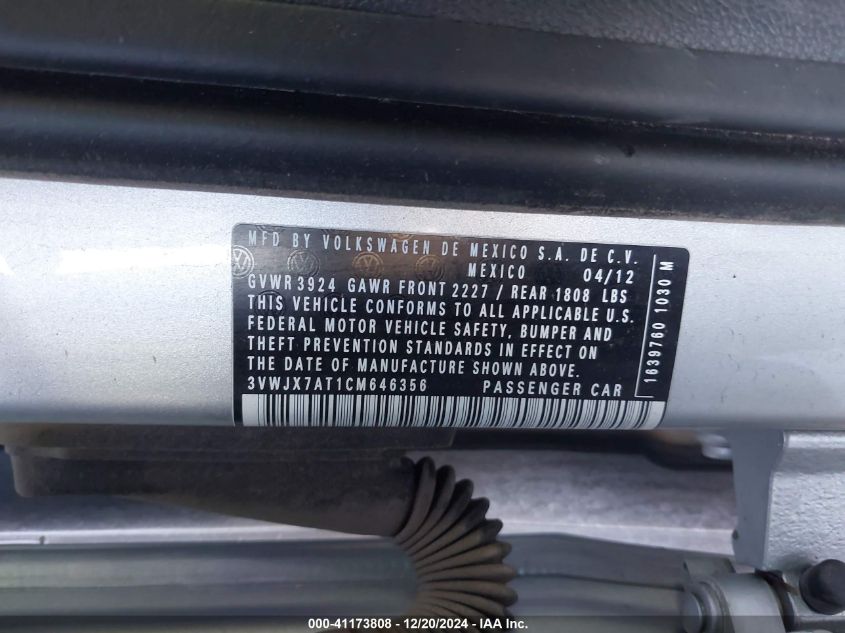 MFD BY VOLKSWAGEN DE MEXICO S.A. DE C.V.
MEXICO 04/12
GVWR 3924 GAWR FRONT 2227 / REAR 1808 LBS
THIS VEHICLE CONFORMS TO ALL APPLICABLE U.S.
FEDERAL MOTOR VEHICLE SAFETY, BUMPER AND
THEFT PREVENTION STANDARDS IN EFFECT ON
THE DATE OF MANUFACTURE SHOWN ABOVE.
3VWJX7AT1CM646356 PASSENGER CAR
1639760 1030 M
000-41173808 - 12/20/2024 - IAA Inc.